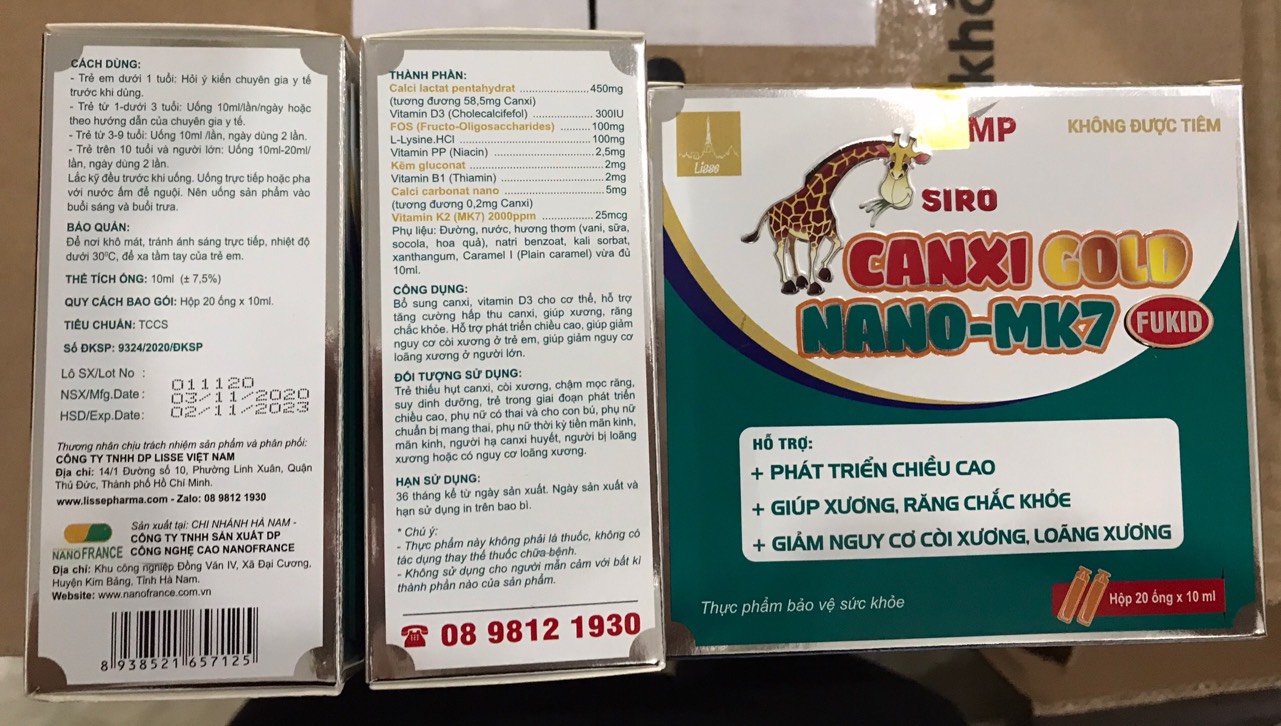 CÁCH DÙNG:
- Trẻ em dưới 1 tuổi: Hỏi ý kiến chuyên gia y tế
trước khi dùng.
- Trẻ từ 1-dưới 3 tuổi: Uống 10ml/lần/ngày hoặc
theo hướng dẫn của chuyên gia y tế.
- Trẻ từ 3-9 tuổi: Uống 10ml /lần, ngày dùng 2 lần.
- Trẻ trên 10 tuổi và người lớn: Uống 10ml-20ml/
lần, ngày dùng 2 lần.
Lắc kỹ đều trước khi uống. Uống trực tiếp hoặc pha
với nước ấm để nguội. Nên uống sản phẩm vào
buổi sáng và buổi trưa.
BẢO QUẢN:
Để nơi khô mát, tránh ánh sáng trực tiếp, nhiệt độ
dưới 30ºC, để xa tầm tay của trẻ em.
THỂ TÍCH ỐNG: 10ml (± 7,5%)
QUY CÁCH BAO GÓI: Hộp 20 ống x 10ml.
TIÊU CHUẨN: TCCS
Số ĐKSP: 9324/2020/ĐKSP
Lô SX/Lot No : 011120
NSX/Mfg.Date : 03/11/2020
HSD/Exp.Date: 02/11/2023
Thương nhân chịu trách nhiệm sản phẩm và phân phối:
CÔNG TY TNHH DP LISSE VIỆT NAM
Địa chỉ: 14/1 Đường số 10, Phường Linh Xuân, Quận
Thủ Đức, Thành phố Hồ Chí Minh.
www.lissepharma.com - Zalo: 08 9812 1930
NANOFRANCE
Sản xuất tại: CHI NHÁNH HÀ NAM -
CÔNG TY TNHH SẢN XUẤT DP
CÔNG NGHỆ CAO NANOFRANCE
Địa chỉ: Khu công nghiệp Đồng Văn IV, Xã Đại Cương,
Huyện Kim Bảng, Tỉnh Hà Nam.
Website: www.nanofrance.com.vn
8 938521 657125
THÀNH PHẦN:
Calci lactat pentahydrat ..................450mg
(tương đương 58,5mg Canxi)
Vitamin D3 (Cholecalcifefol) ................300IU
FOS (Fructo-Oligosaccharides) .........100mg
L-Lysine.HCl ....................................100mg
Vitamin PP (Niacin) ...........................2,5mg
Kẽm gluconat .....................................2mg
Vitamin B1 (Thiamin) ..........................2mg
Calci carbonat nano ...........................5mg
(tương đương 0,2mg Canxi)
Vitamin K2 (MK7) 2000ppm ...............25mcg
Phụ liệu: Đường, nước, hương thơm (vani, sữa,
socola, hoa quả), natri benzoat, kali sorbat,
xanthangum, Caramel I (Plain caramel) vừa đủ
10ml.
CÔNG DỤNG:
Bổ sung canxi, vitamin D3 cho cơ thể, hỗ trợ
tăng cường hấp thu canxi, giúp xương, răng
chắc khỏe. Hỗ trợ phát triển chiều cao, giúp giảm
nguy cơ còi xương ở trẻ em, giúp giảm nguy cơ
loãng xương ở người lớn.
ĐỐI TƯỢNG SỬ DỤNG:
Trẻ thiếu hụt canxi, còi xương, chậm mọc răng,
suy dinh dưỡng, trẻ trong giai đoạn phát triển
chiều cao, phụ nữ có thai và cho con bú, phụ nữ
chuẩn bị mang thai, phụ nữ thời kỳ tiền mãn kinh,
mãn kinh, người hạ canxi huyết, người bị loãng
xương hoặc có nguy cơ loãng xương.
HẠN SỬ DỤNG:
36 tháng kể từ ngày sản xuất. Ngày sản xuất và
hạn sử dụng in trên bao bì.
* Chú ý:
- Thực phẩm này không phải là thuốc, không có
tác dụng thay thế thuốc chữa bệnh.
- Không sử dụng cho người mẫn cảm với bất kì
thành phần nào của sản phẩm.
08 9812 1930
khó
Lisse
MP
KHÔNG ĐƯỢC TIÊM
SIRO
CANXI GOLD
NANO-MK7 FUKID
HỖ TRỢ:
+ PHÁT TRIỂN CHIỀU CAO
+ GIÚP XƯƠNG, RĂNG CHẮC KHỎE
+ GIẢM NGUY CƠ CÒI XƯƠNG, LOÃNG XƯƠNG
Thực phẩm bảo vệ sức khỏe
Hộp 20 ống x 10 ml